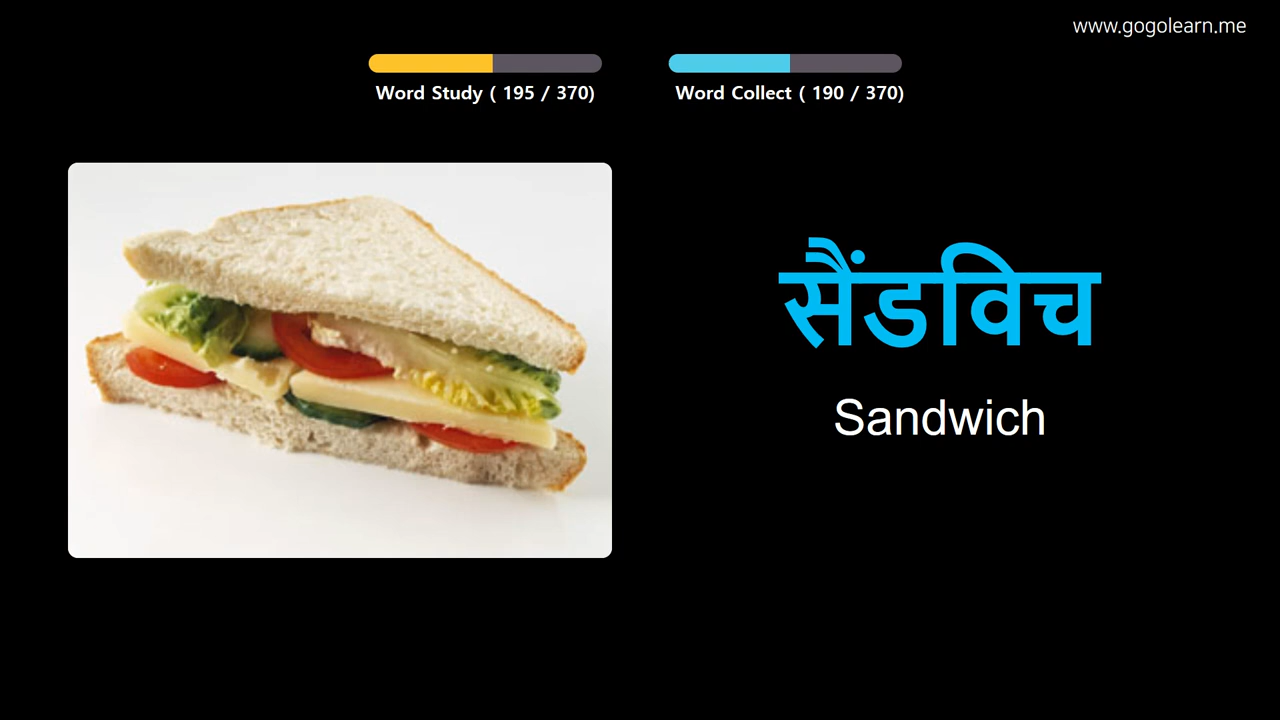 www.gogolearn.me
Word Study ( 195 / 370)
Word Collect ( 190 / 370)
सैंडविच
Sandwich